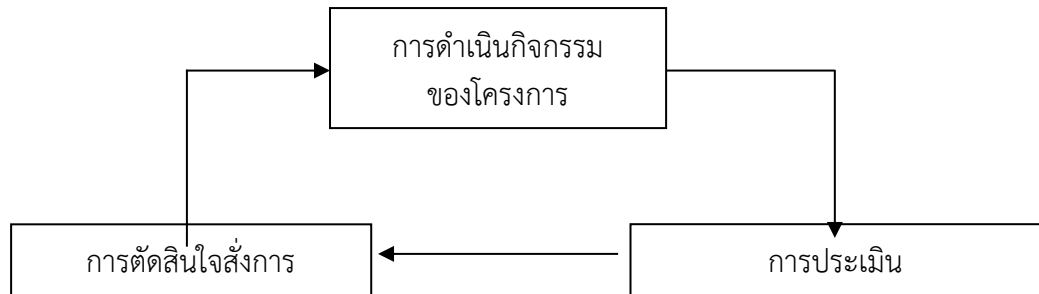 การดำเนินกิจกรรม
ของโครงการ
การตัดสินใจสั่งการ
การประเมิน